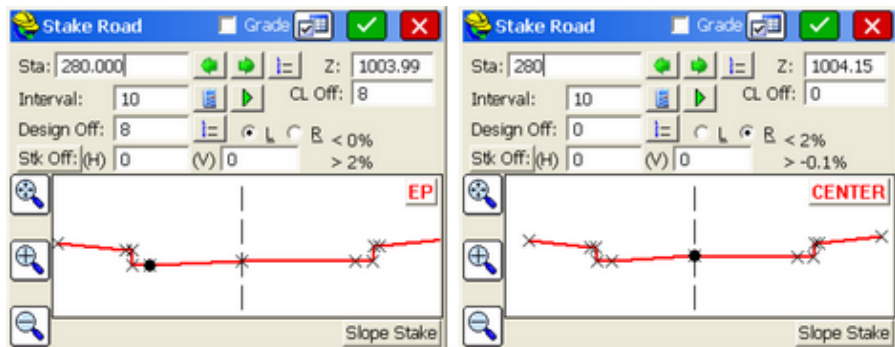 Stake Road Grade
Sta: 280.000 Z: 1003.99
Interval: 10 CL Off: 8
Design Off: 8 L R < 0%
Stk Off: (H) 0 (V) 0 > 2%
EP
Slope Stake
Stake Road Grade
Sta: 280 Z: 1004.15
Interval: 10 CL Off: 0
Design Off: 0 L R < 2%
Stk Off: (H) 0 (V) 0 > -0.1%
CENTER
Slope Stake